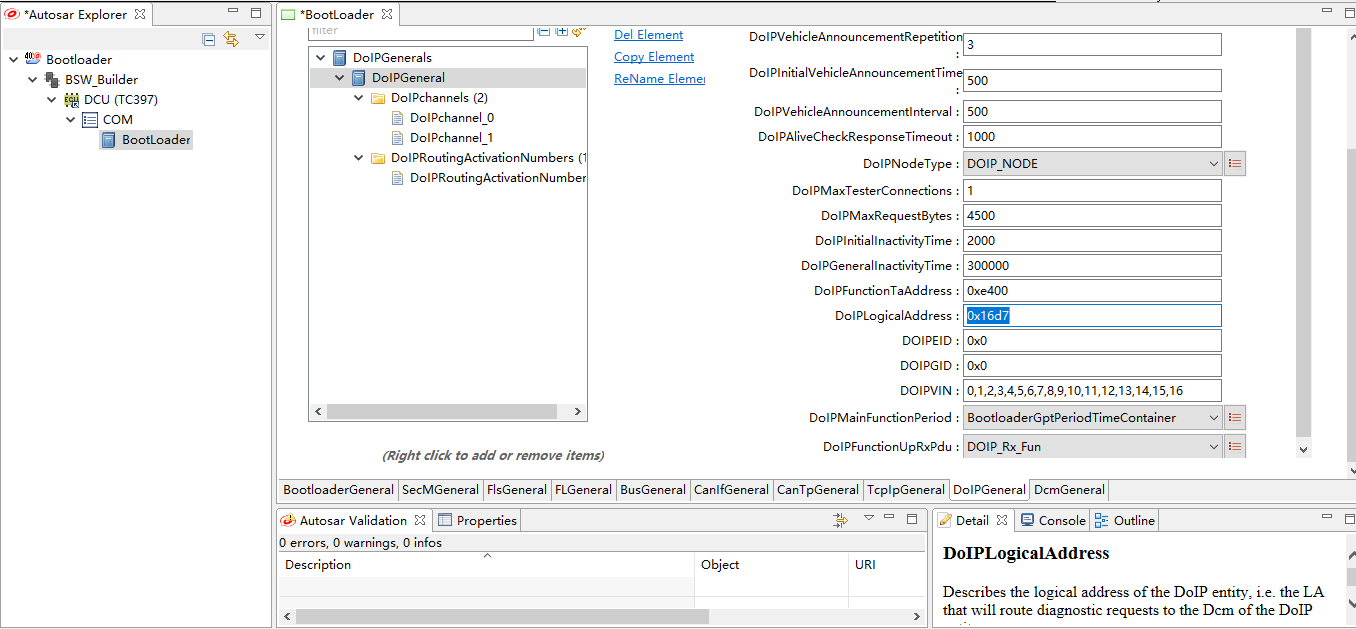 *Autosar Explorer
Bootloader
BSW_Builder
DCU (TC397)
COM
BootLoader
*BootLoader
filter
DoIPGenerals
DoIPGeneral
DoIPchannels (2)
DoIPchannel_0
DoIPchannel_1
DoIPRoutingActivationNumbers (1
DoIPRoutingActivationNumber
(Right click to add or remove items)
Del Element
Copy Element
ReName Elemen
DoIPVehicleAnnouncementRepetition : 3
DoIPInitialVehicleAnnouncementTime : 500
DoIPVehicleAnnouncementInterval : 500
DoIPAliveCheckResponseTimeout : 1000
DoIPNodeType : DOIP_NODE
DoIPMaxTesterConnections : 1
DoIPMaxRequestBytes : 4500
DoIPInitialInactivityTime : 2000
DoIPGeneralInactivityTime : 300000
DoIPFunctionTaAddress : 0xe400
DoIPLogicalAddress : 0x16d7
DOIPEID : 0x0
DOIPGID : 0x0
DOIPVIN : 0,1,2,3,4,5,6,7,8,9,10,11,12,13,14,15,16
DoIPMainFunctionPeriod : BootloaderGptPeriodTimeContainer
DoIPFunctionUpRxPdu : DOIP_Rx_Fun
BootloaderGeneral SecMGeneral FlsGeneral FLGeneral BusGeneral CanIfGeneral CanTpGeneral TcpIpGeneral DoIPGeneral DcmGeneral
Autosar Validation Properties
0 errors, 0 warnings, 0 infos
Description Object URI
Detail Console Outline
DoIPLogicalAddress
Describes the logical address of the DoIP entity, i.e. the LA
that will route diagnostic requests to the Dcm of the DoIP